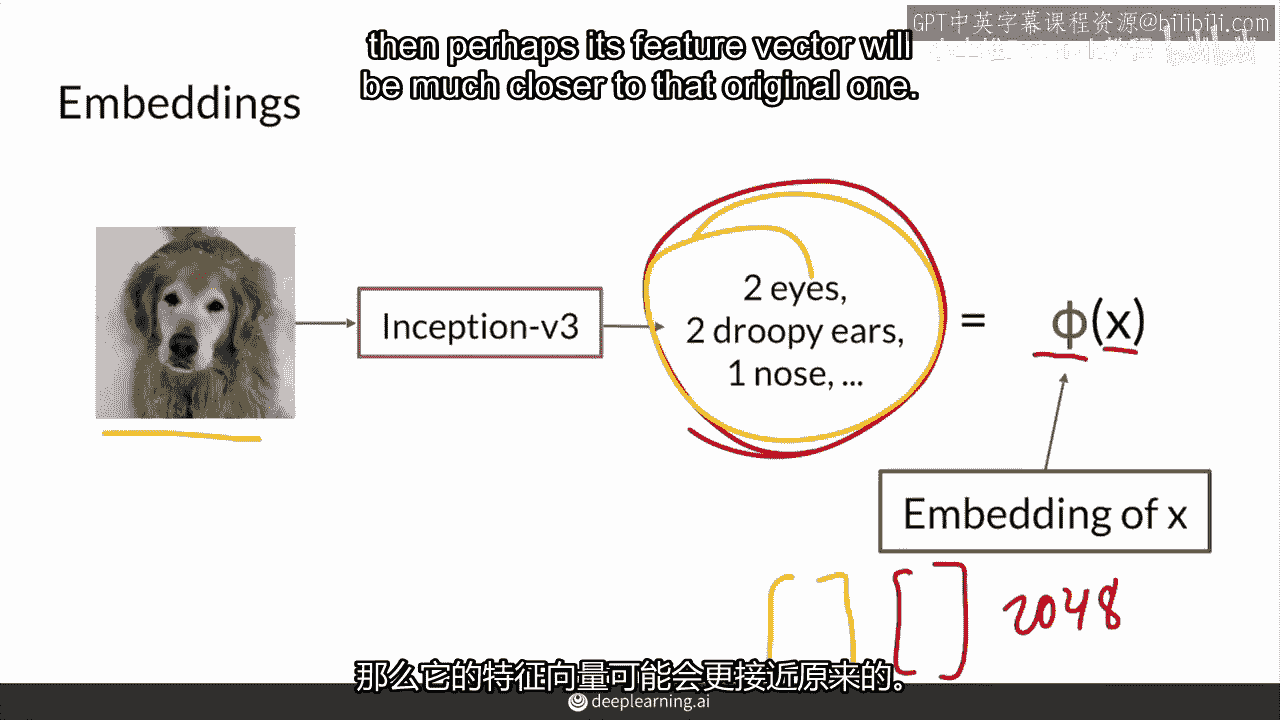 GPT中英字幕课程资源@bilibili.com
then perhaps its feature vector will
be much closer to that original one.
Embeddings
Inception-v3
2 eyes,
2 droopy ears,
1 nose, ...
= ϕ(x)
Embedding of x
2048
那么它的特征向量可能会更接近原来的。
deeplearning.ai